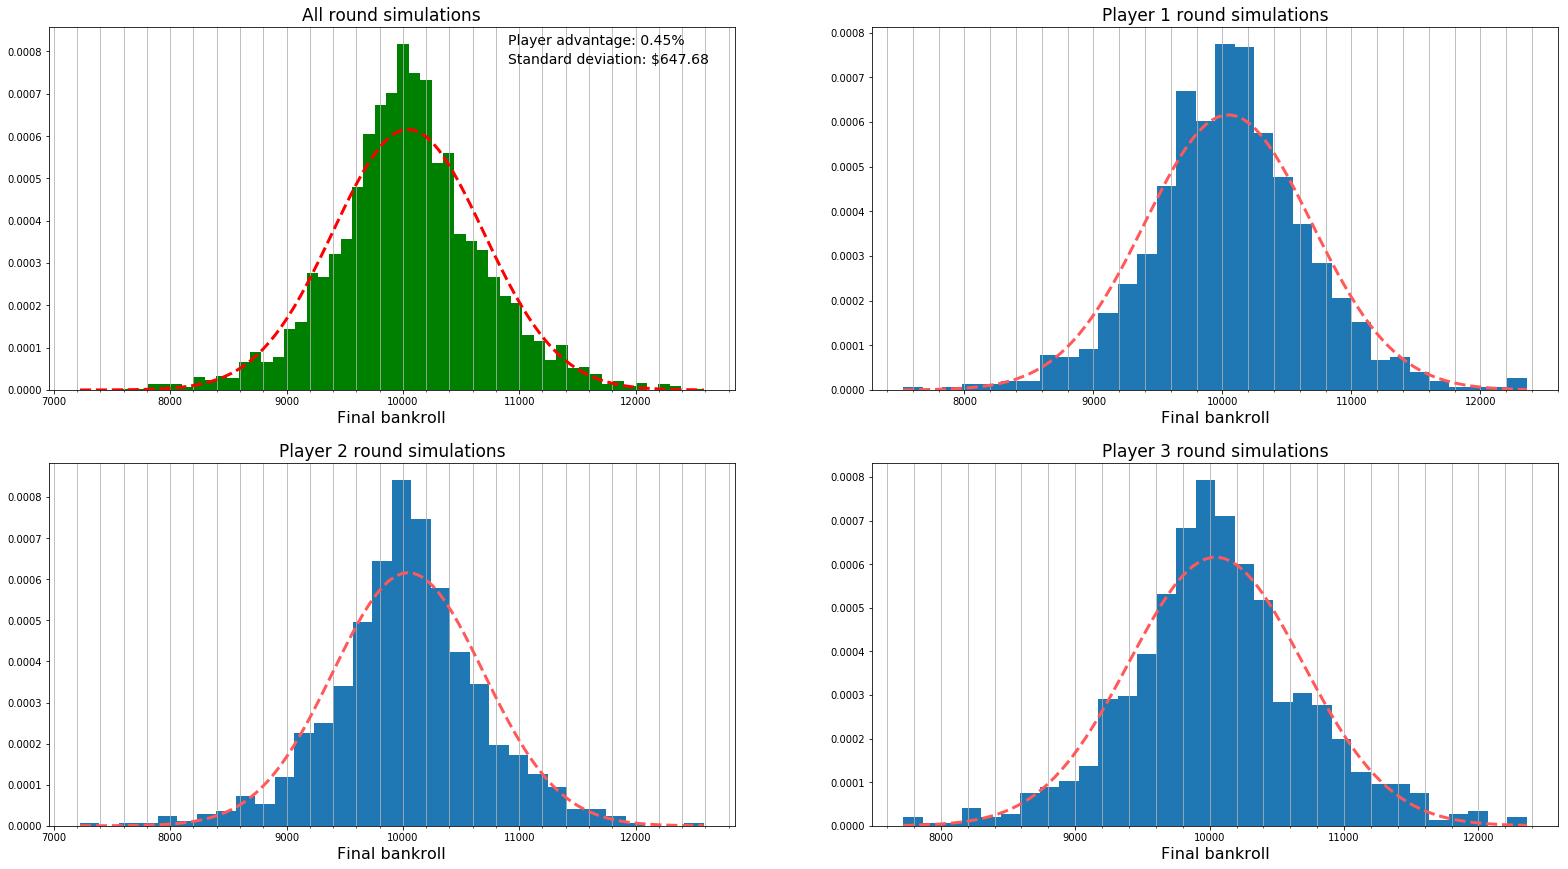 All round simulations
Player advantage: 0.45%
Standard deviation: $647.68
0.0008
0.0007
0.0006
0.0005
0.0004
0.0003
0.0002
0.0001
0.0000
7000 8000 9000 10000 11000 12000
Final bankroll
Player 1 round simulations
0.0008
0.0007
0.0006
0.0005
0.0004
0.0003
0.0002
0.0001
0.0000
8000 9000 10000 11000 12000
Final bankroll
Player 2 round simulations
0.0008
0.0007
0.0006
0.0005
0.0004
0.0003
0.0002
0.0001
0.0000
7000 8000 9000 10000 11000 12000
Final bankroll
Player 3 round simulations
0.0008
0.0007
0.0006
0.0005
0.0004
0.0003
0.0002
0.0001
0.0000
8000 9000 10000 11000 12000
Final bankroll